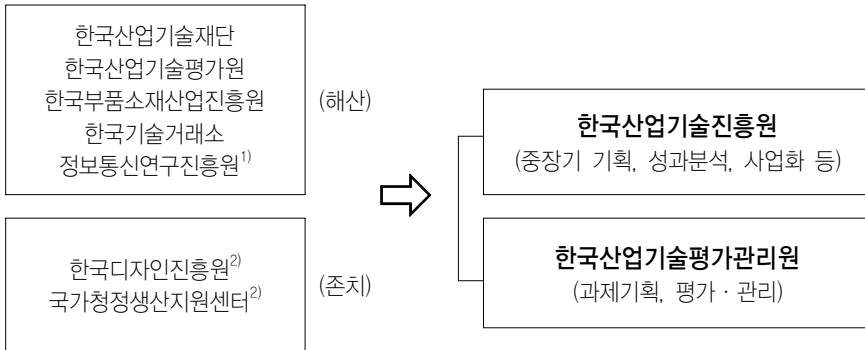 한국산업기술재단
한국산업기술평가원
한국부품소재산업진흥원
한국기술거래소
정보통신연구진흥원1)
(해산)
한국디자인진흥원2)
국가청정생산지원센터2)
(존치)
한국산업기술진흥원
(중장기 기획, 성과분석, 사업화 등)
한국산업기술평가관리원
(과제기획, 평가 · 관리)